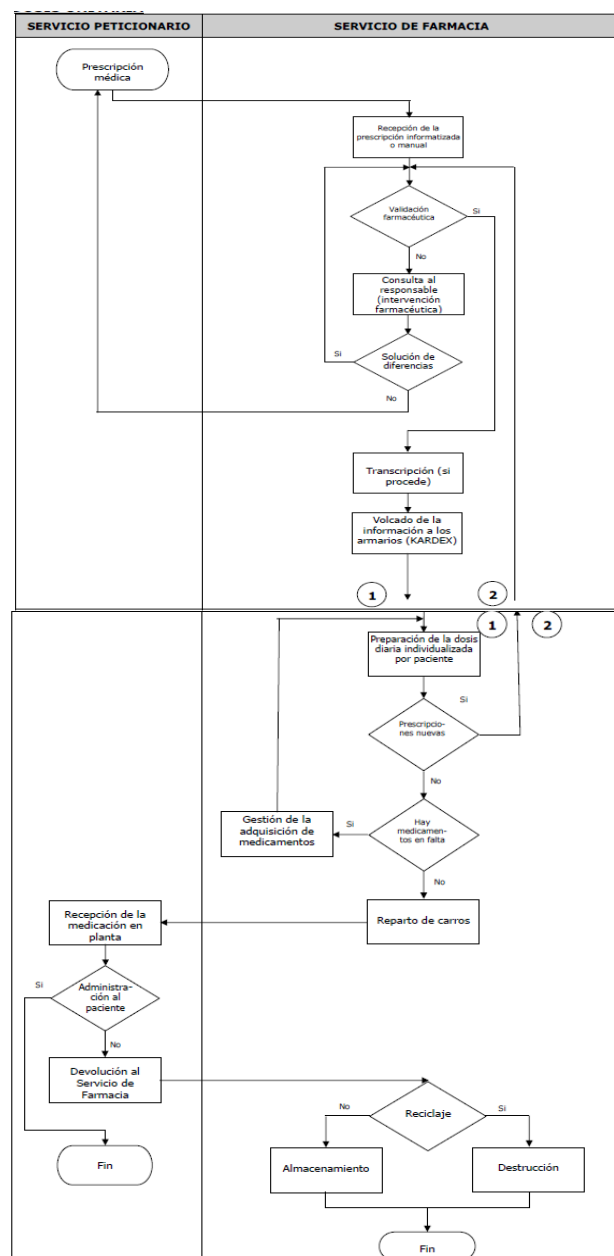 SERVICIO PETICIONARIO
SERVICIO DE FARMACIA
Prescripción
médica
Recepción de la
prescripción informatizada
o manual
Validación
farmacéutica
Si
No
Consulta al
responsable
(intervención
farmacéutica)
Si
Solución de
diferencias
No
Transcripción (si
procede)
Volcado de la
información a los
armarios (KARDEX)
1
2
1
2
Preparación de la dosis
diaria individualizada
por paciente
Si
Prescripcio-
nes nuevas
No
Gestión de la
adquisición de
medicamentos
Si
Hay
medicamen-
tos en falta
No
Recepción de la
medicación en
planta
Reparto de carros
Si
Administra-
ción al
paciente
No
Devolución al
Servicio de
Farmacia
No
Reciclaje
Si
Fin
Almacenamiento
Destrucción
Fin